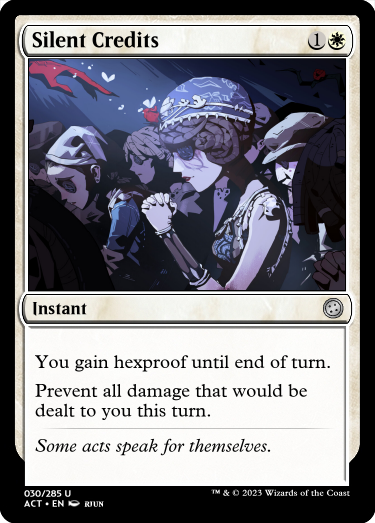 Silent Credits 1
Instant
You gain hexproof until end of turn.
Prevent all damage that would be
dealt to you this turn.
Some acts speak for themselves.
030/285 U
ACT • EN RJUN
™ & © 2023 Wizards of the Coast